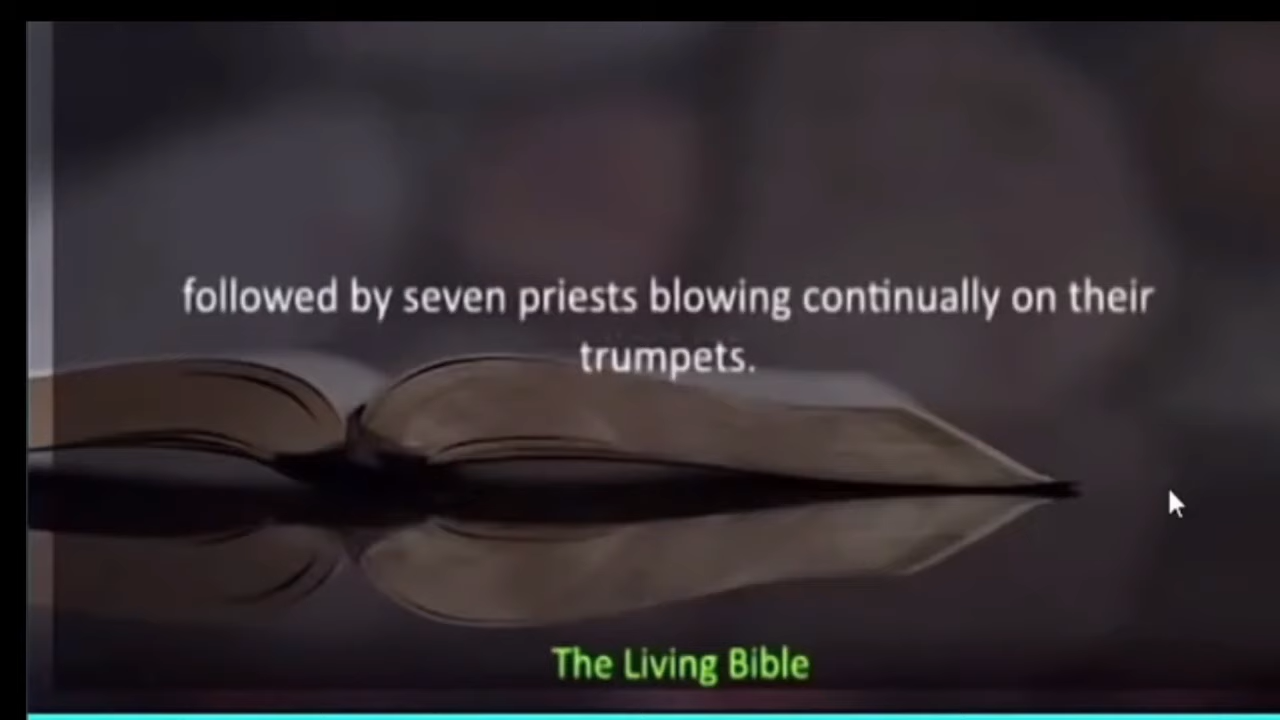 followed by seven priests blowing continually on their
trumpets.
The Living Bible